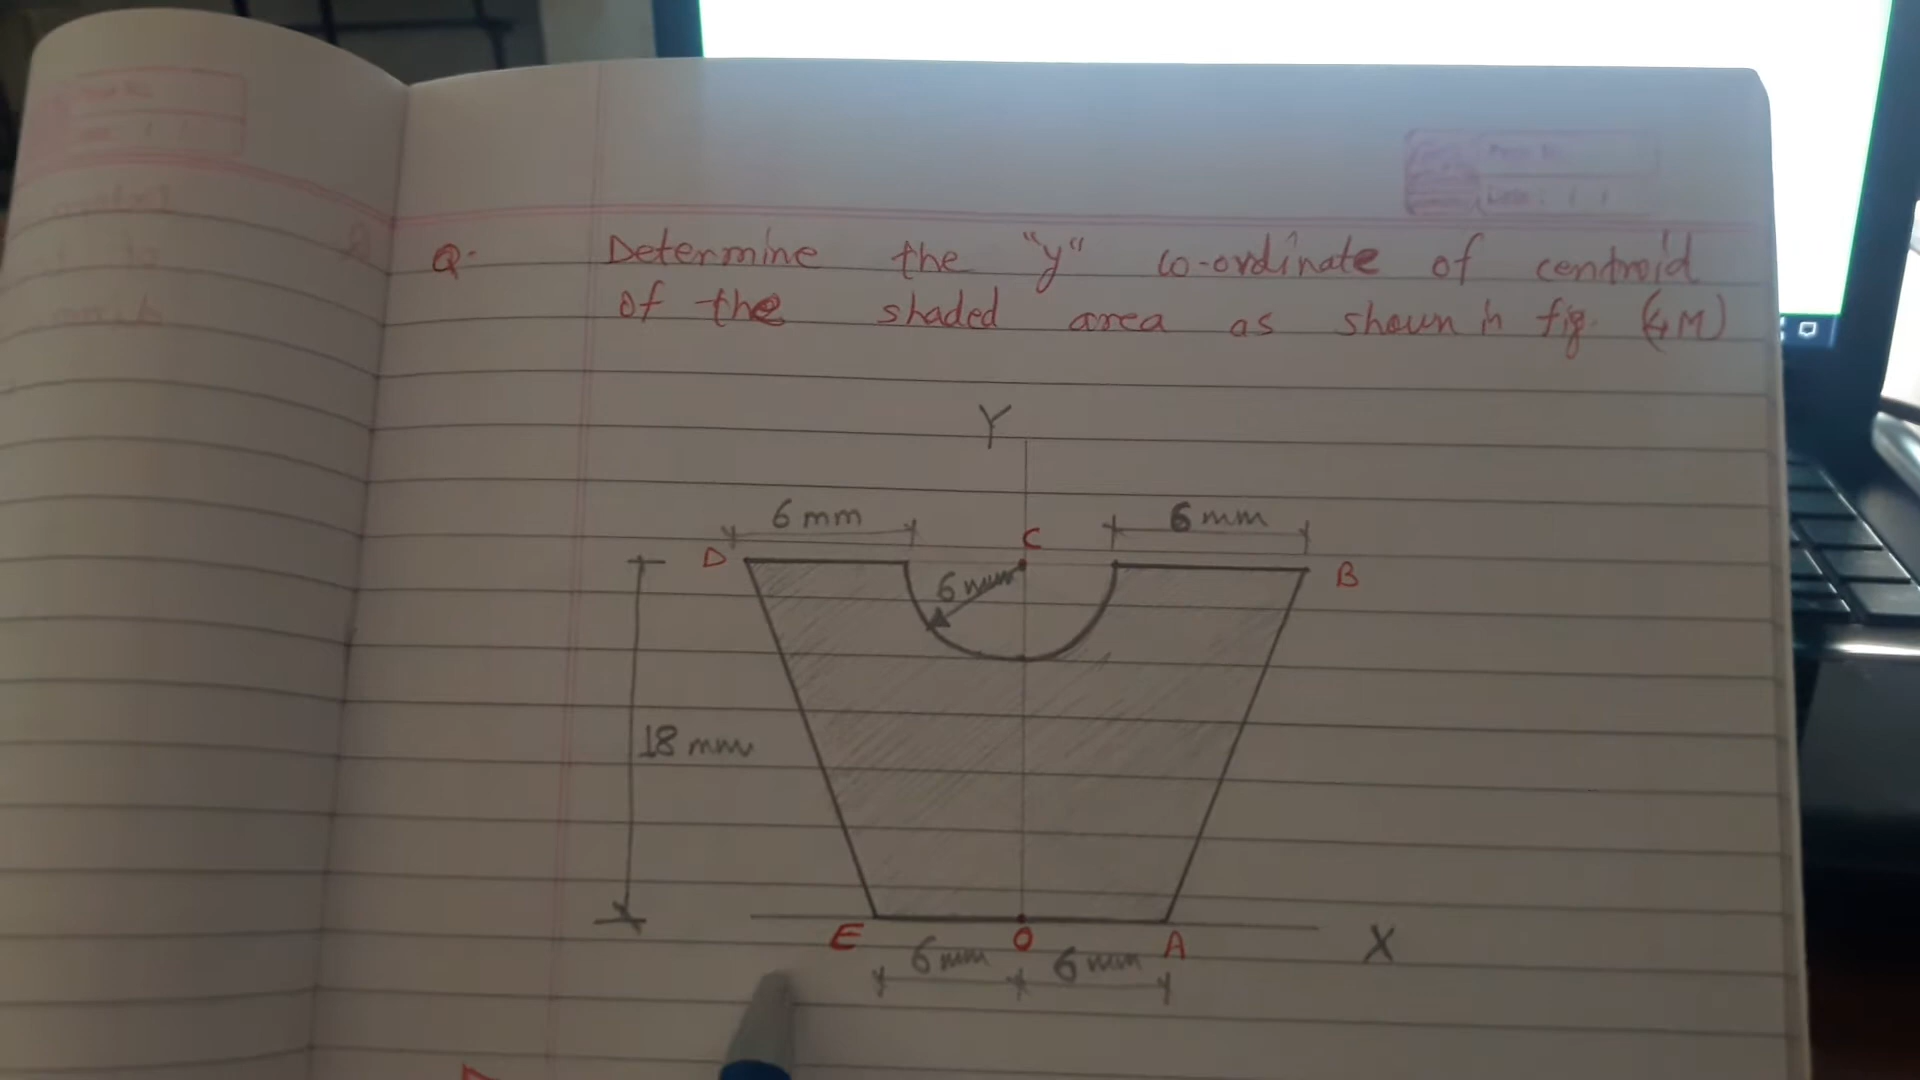 Q. Determine the "y" co-ordinate of centroid
of the shaded area as shown in fig. (4M)
Y
6 mm
C
6 mm
D
6 mm
B
18 mm
E
O
A
X
6 mm
6 mm